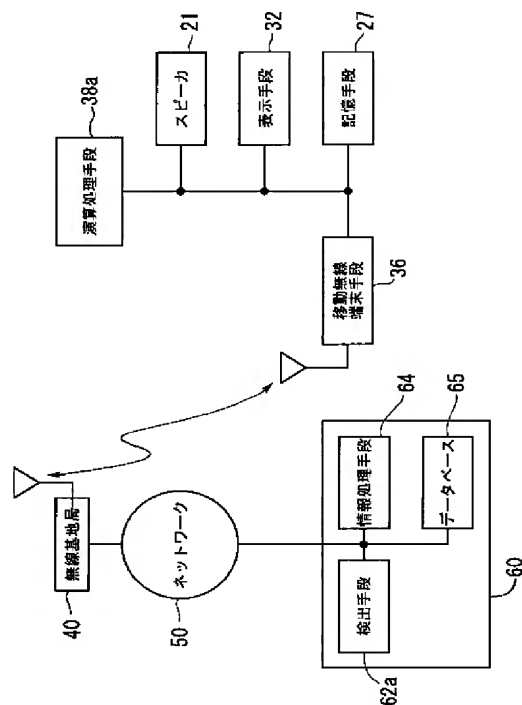 38a
演算処理手段
21
スピーカ
32
表示手段
27
記憶手段
移動無線
端末手段
36
無線基地局
40
ネットワーク
50
64
情報処理手段
65
データベース
検出手段
62a
60